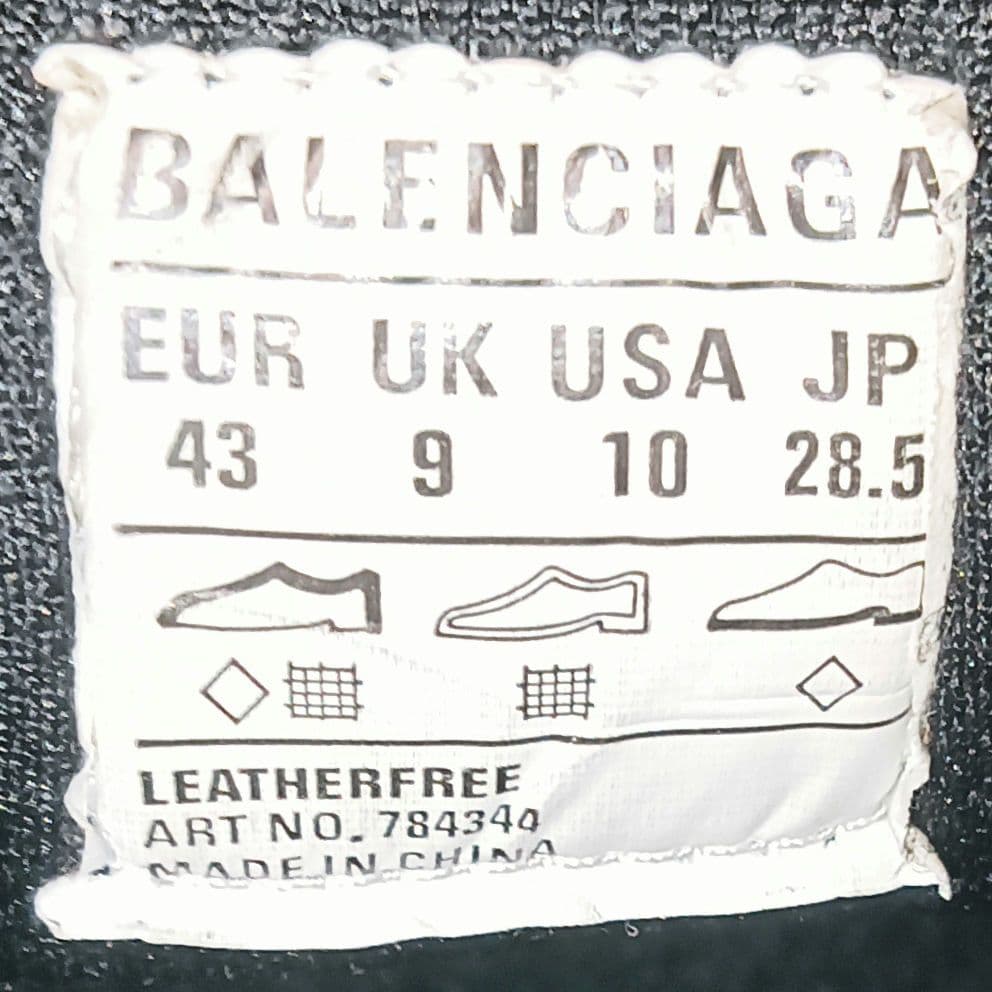 BALENCIAGA
EUR UK USA JP
43 9 10 28.5
LEATHERFREE
ART NO. 784344
MADE IN CHINA